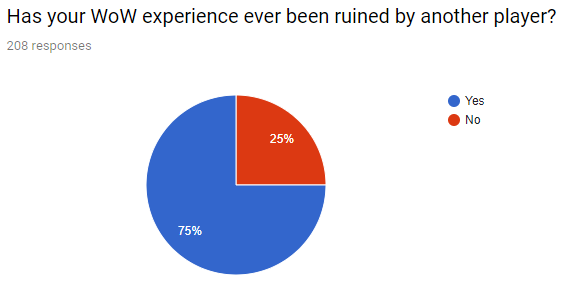 Has your WoW experience ever been ruined by another player?
208 responses
Yes
No
25%
75%